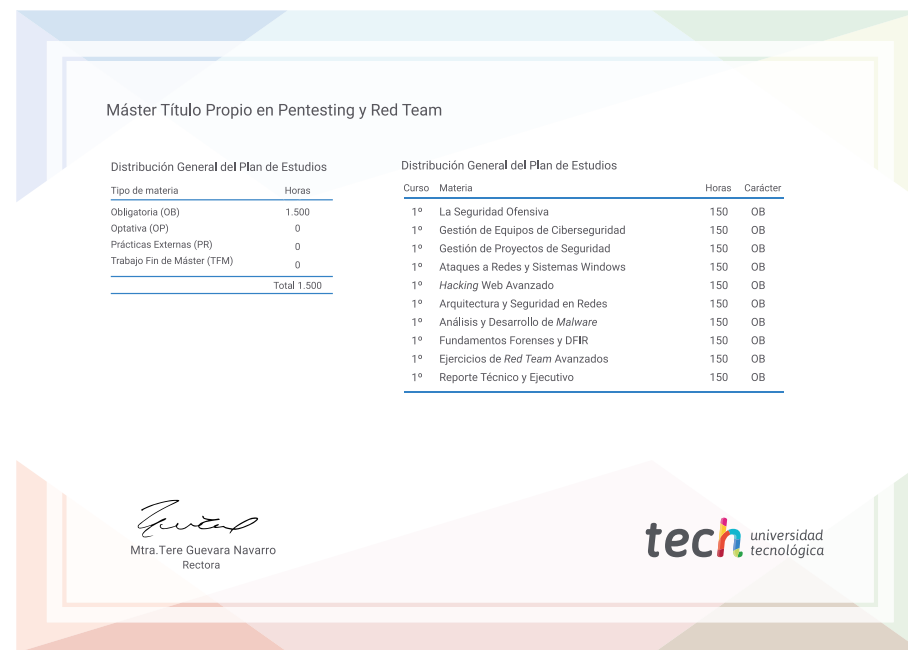 Máster Título Propio en Pentesting y Red Team
Distribución General del Plan de Estudios
Tipo de materia Horas
Obligatoria (OB) 1.500
Optativa (OP) 0
Prácticas Externas (PR) 0
Trabajo Fin de Máster (TFM) 0
Total 1.500
Distribución General del Plan de Estudios
Curso Materia Horas Carácter
1º La Seguridad Ofensiva 150 OB
1º Gestión de Equipos de Ciberseguridad 150 OB
1º Gestión de Proyectos de Seguridad 150 OB
1º Ataques a Redes y Sistemas Windows 150 OB
1º Hacking Web Avanzado 150 OB
1º Arquitectura y Seguridad en Redes 150 OB
1º Análisis y Desarrollo de Malware 150 OB
1º Fundamentos Forenses y DFIR 150 OB
1º Ejercicios de Red Team Avanzados 150 OB
1º Reporte Técnico y Ejecutivo 150 OB
Mtra.Tere Guevara Navarro
Rectora
tech universidad
tecnológica